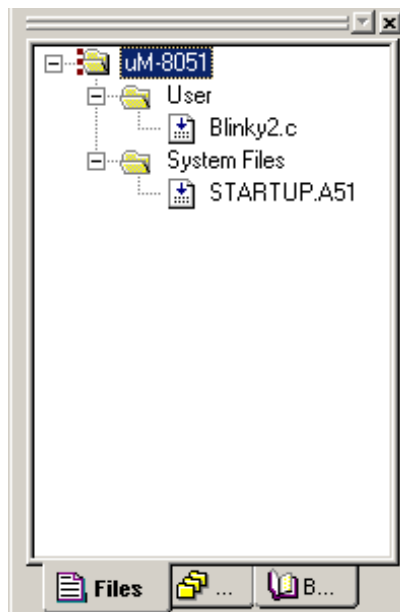 uM-8051
User
Blinky2.c
System Files
STARTUP.A51
Files
...
B...